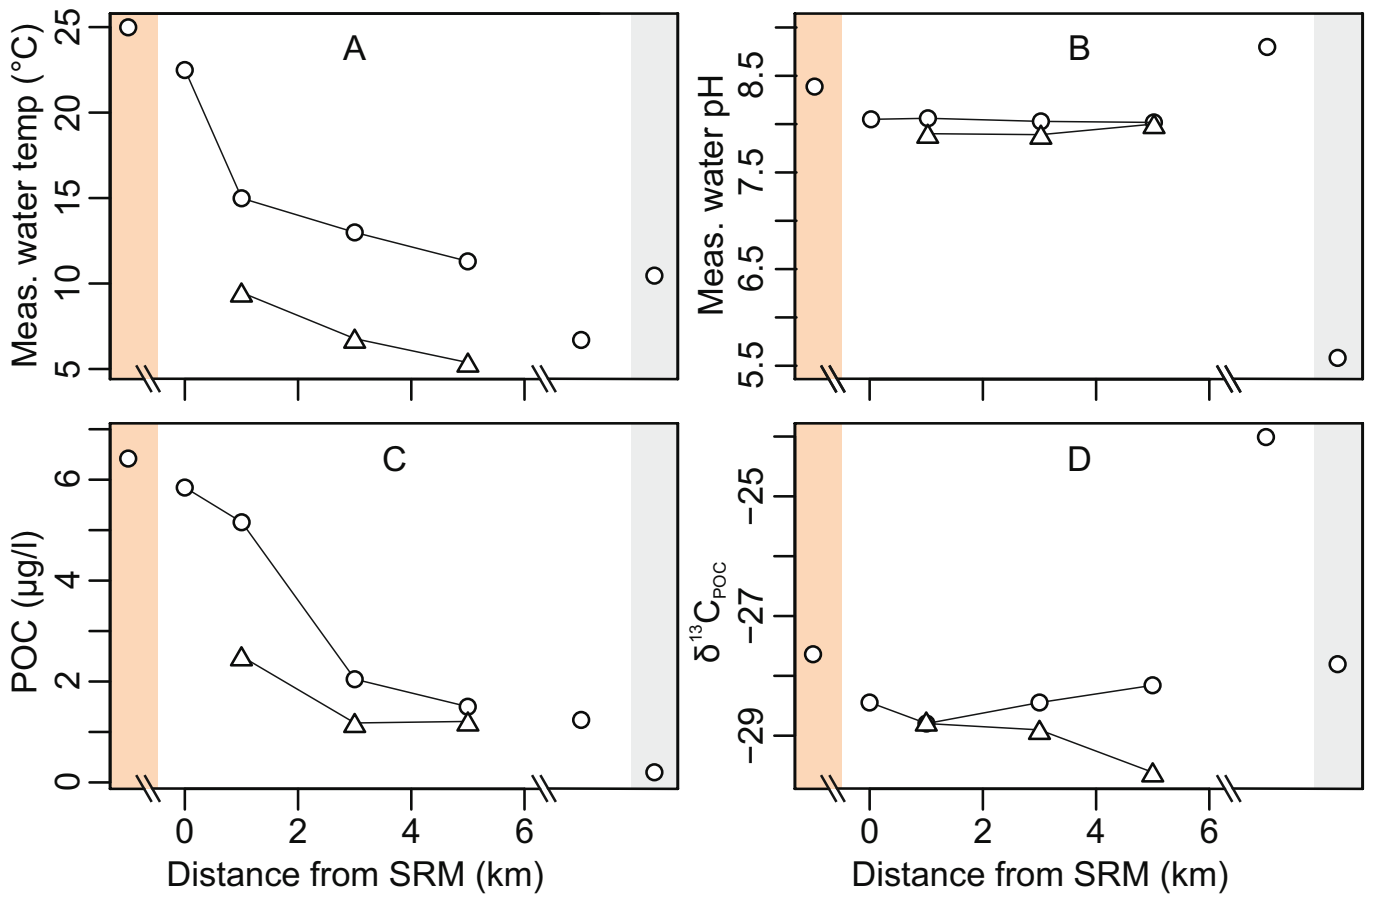 A
Meas. water temp (°C)
25
20
15
10
5
B
Meas. water pH
8.5
7.5
6.5
5.5
C
POC (µg/l)
6
4
2
0
0 2 4 6
Distance from SRM (km)
D
δ¹³C_POC
−25
−27
−29
0 2 4 6
Distance from SRM (km)